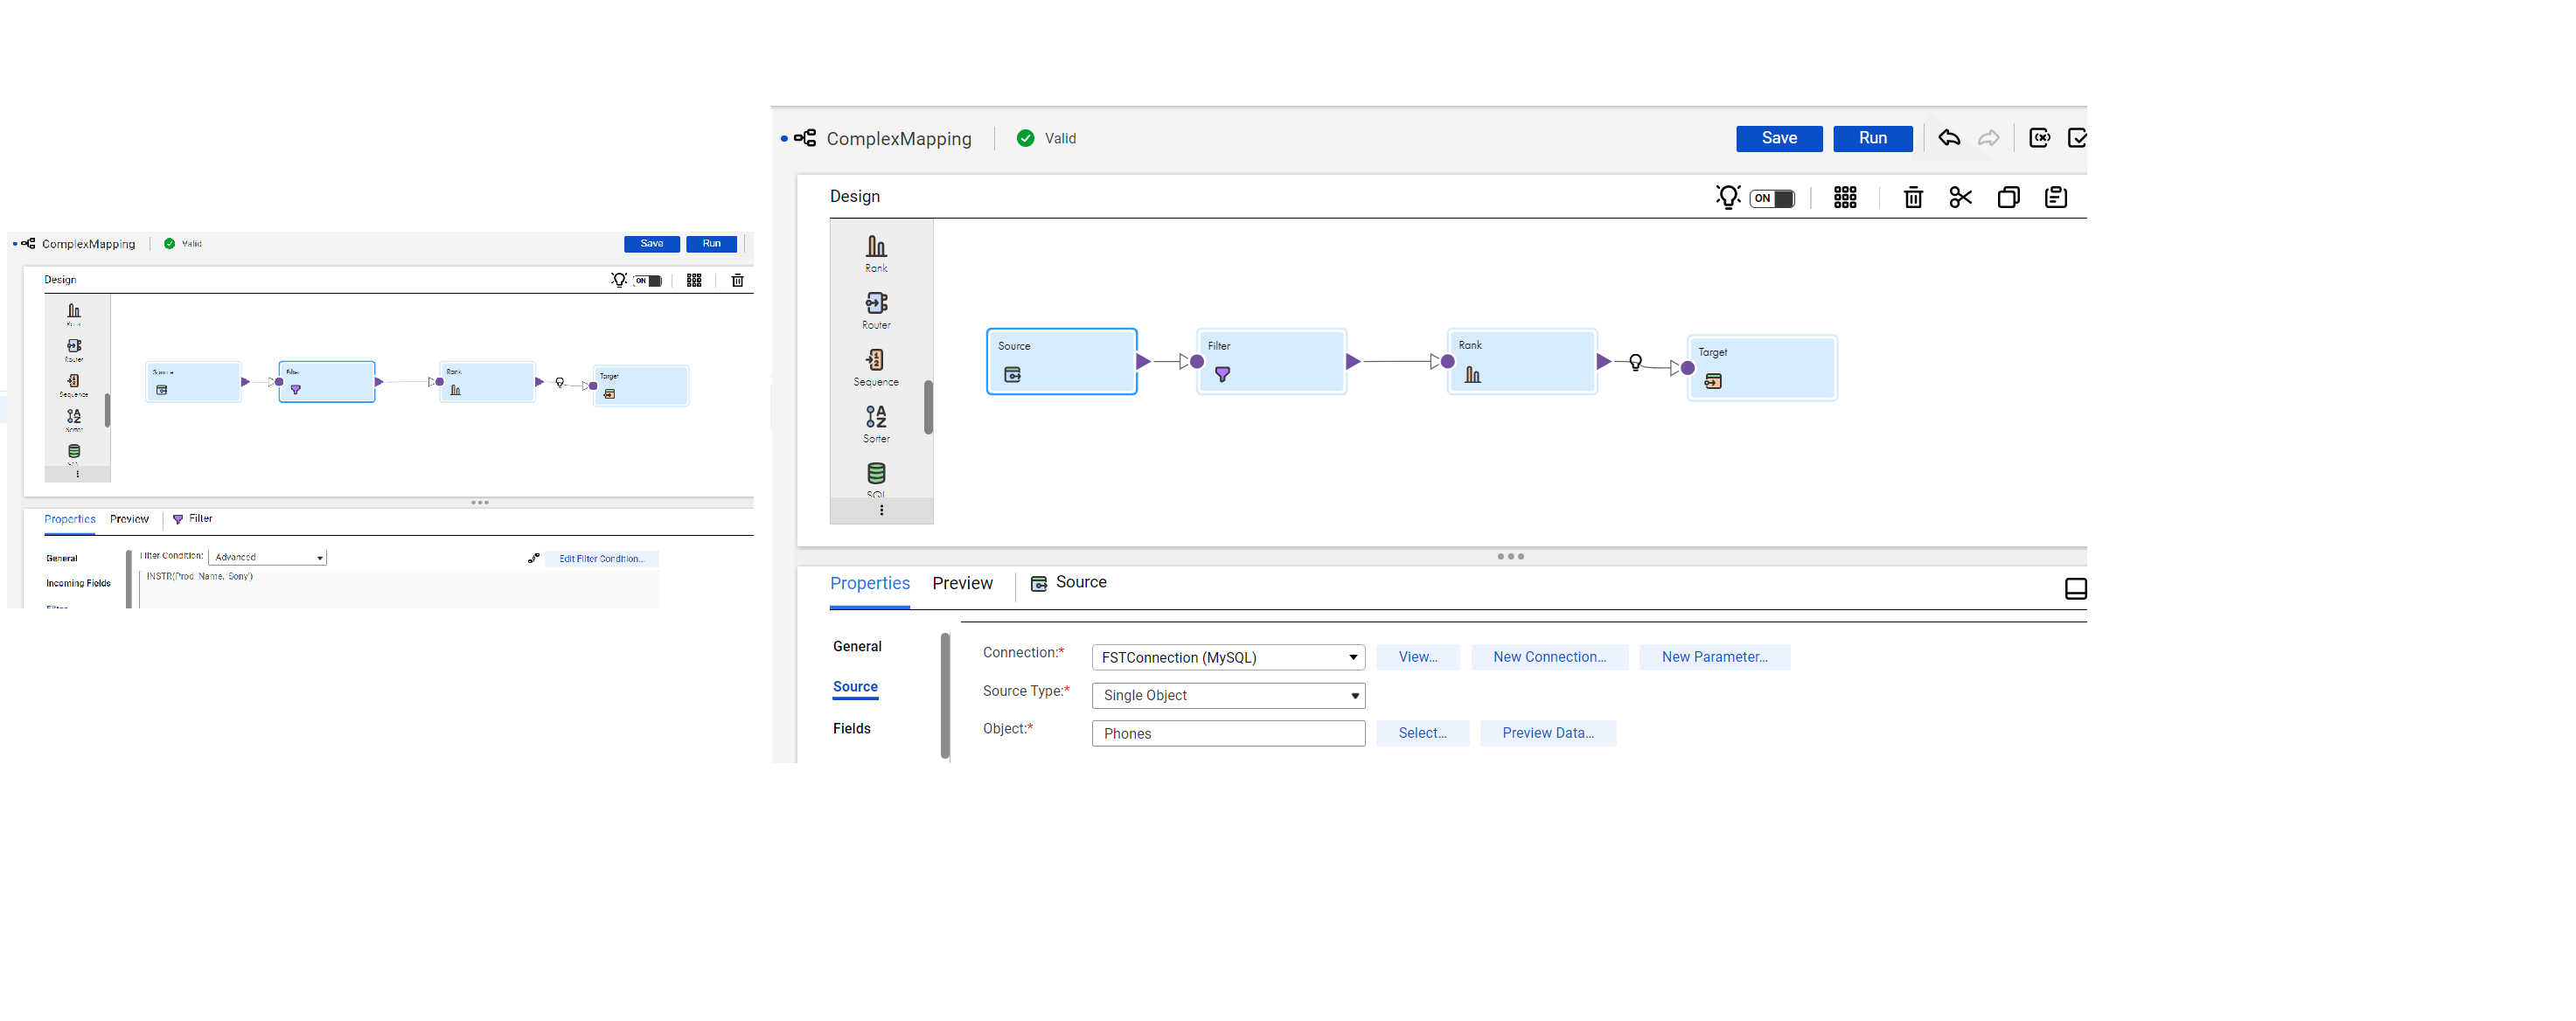 ComplexMapping
Valid
Save
Run
Design
ON
Router
Sequence
Sorter
Source
Filter
Rank
Target
Properties
Preview
Filter
General
Incoming Fields
Filter Condition:
Advanced
Edit Filter Condition...
INSTR(Prod_Name,'Sony')
ComplexMapping
Valid
Save
Run
Design
ON
Rank
Router
Sequence
Sorter
SQL
Source
Filter
Rank
Target
Properties
Preview
Source
General
Source
Fields
Connection:*
FSTConnection (MySQL)
View...
New Connection...
New Parameter...
Source Type:*
Single Object
Object:*
Phones
Select...
Preview Data...